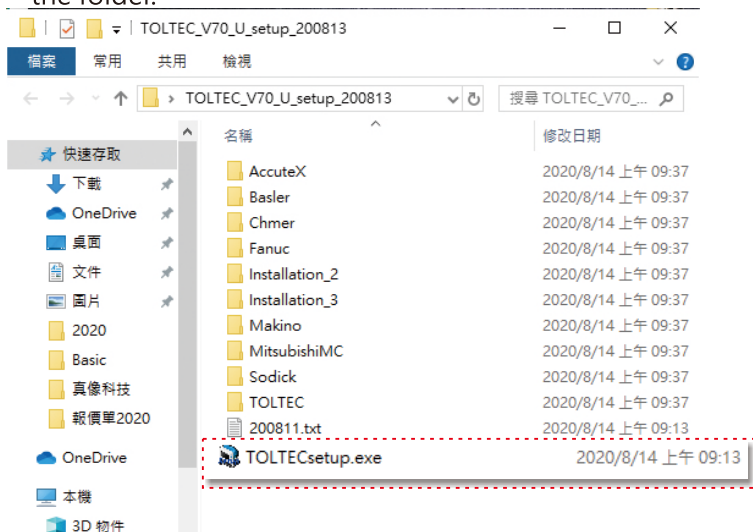 the folder.
TOLTEC_V70_U_setup_200813
檔案 常用 共用 檢視
TOLTEC_V70_U_setup_200813 搜尋 TOLTEC_V70_...
名稱 修改日期
快速存取
AccuteX 2020/8/14 上午 09:37
下載
Basler 2020/8/14 上午 09:37
OneDrive
Chmer 2020/8/14 上午 09:37
桌面
Fanuc 2020/8/14 上午 09:37
文件
Installation_2 2020/8/14 上午 09:37
圖片
Installation_3 2020/8/14 上午 09:37
2020
Makino 2020/8/14 上午 09:37
Basic
MitsubishiMC 2020/8/14 上午 09:37
真像科技
Sodick 2020/8/14 上午 09:37
報價單2020
TOLTEC 2020/8/14 上午 09:37
200811.txt 2020/8/14 上午 09:13
OneDrive
TOLTECsetup.exe 2020/8/14 上午 09:13
本機
3D 物件